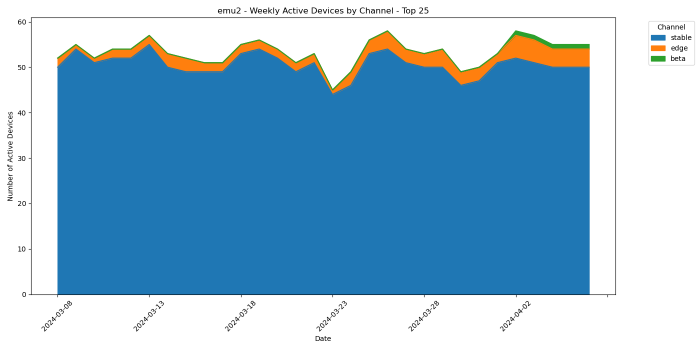 emu2 - Weekly Active Devices by Channel - Top 25
Number of Active Devices
60
50
40
30
20
10
0
2024-03-08
2024-03-13
2024-03-18
2024-03-23
2024-03-28
2024-04-02
Date
Channel
stable
edge
beta